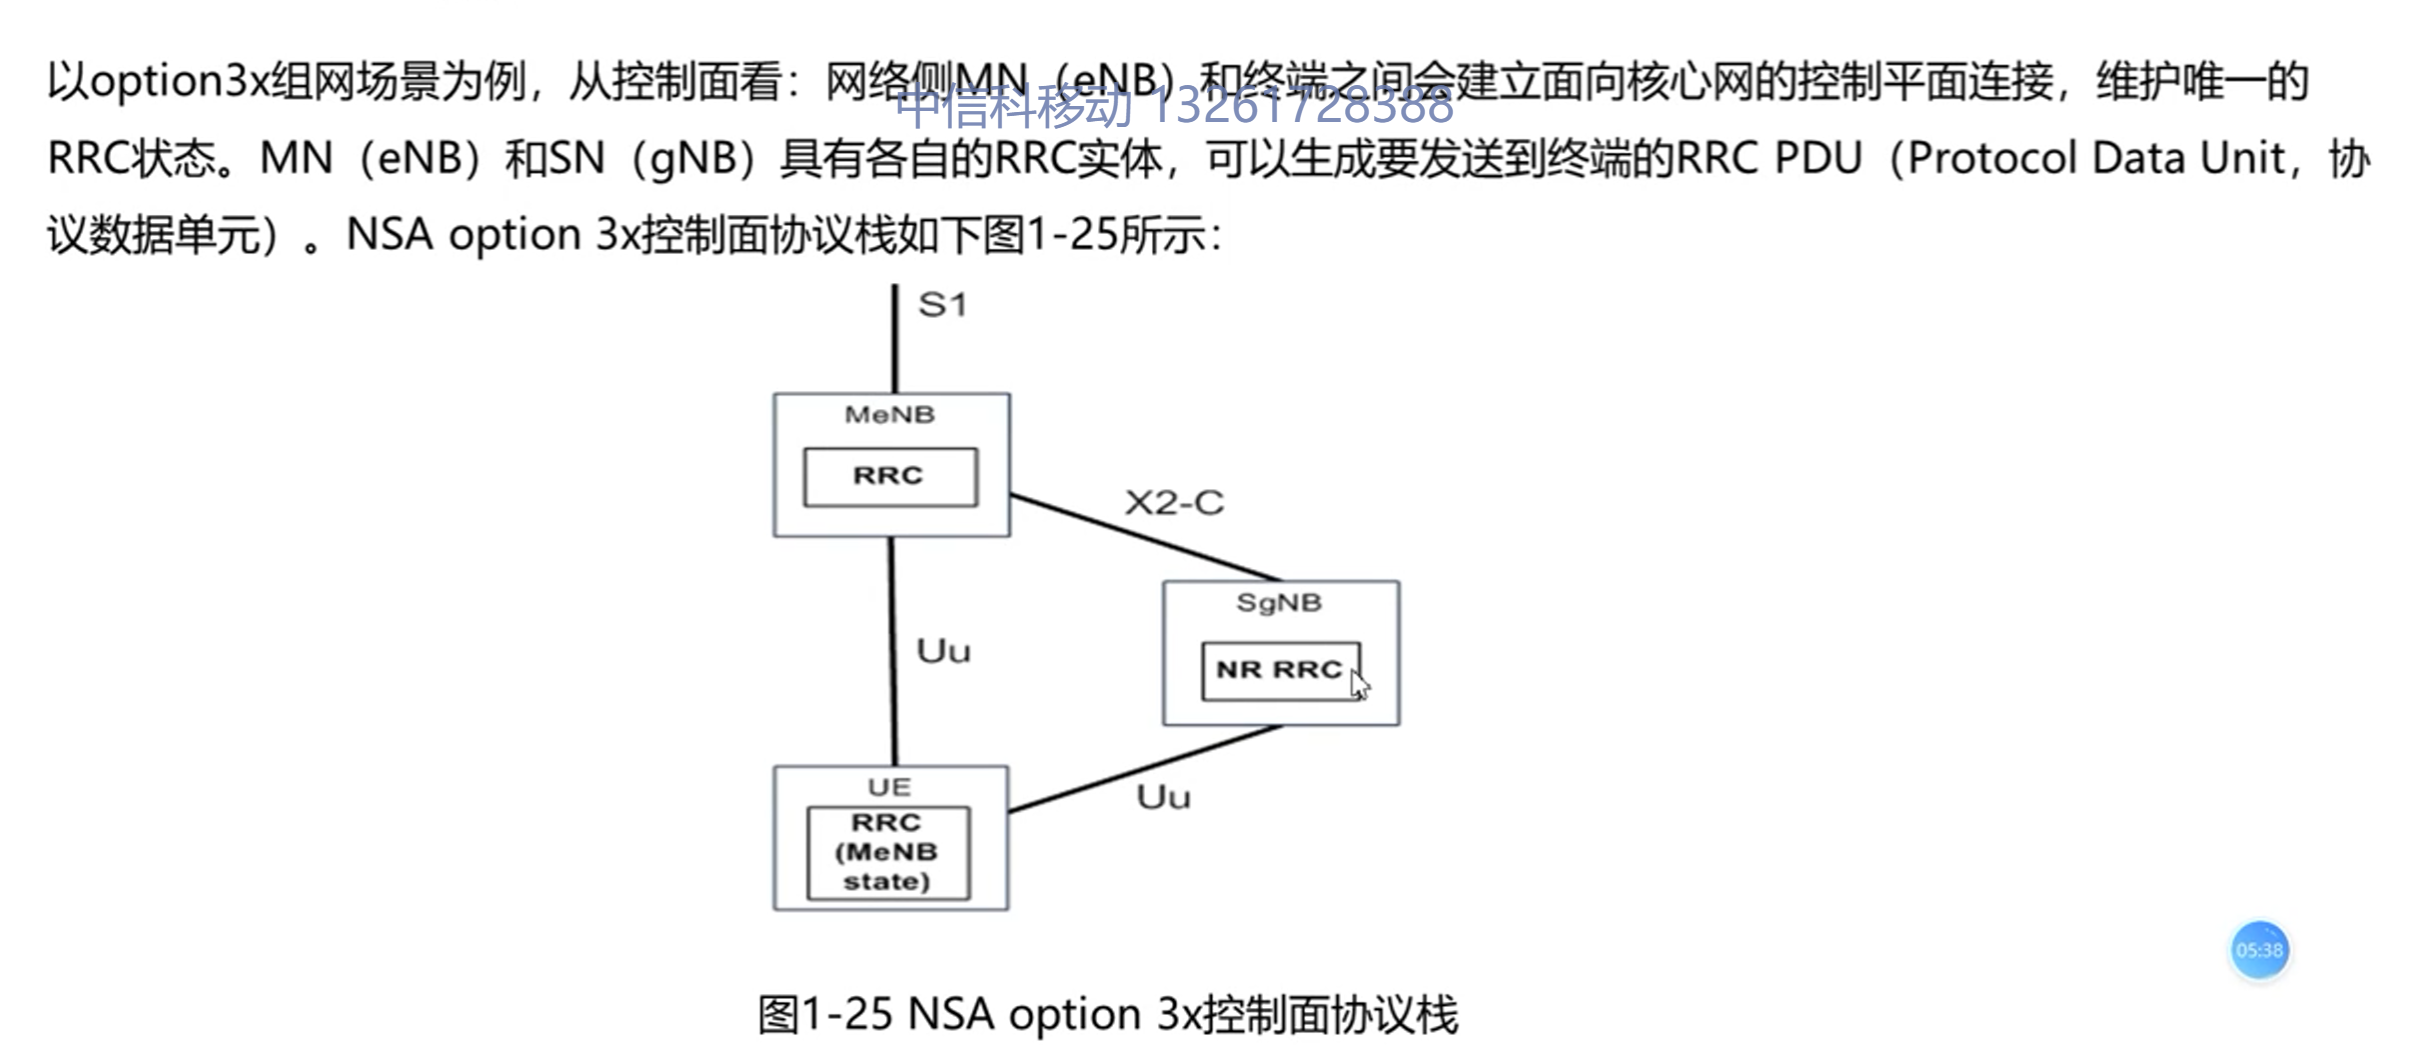 以option3x组网场景为例，从控制面看：网络侧MN（eNB）和终端之间会建立面向核心网的控制平面连接，维护唯一的
中信科移动 13261728388
RRC状态。MN（eNB）和SN（gNB）具有各自的RRC实体，可以生成要发送到终端的RRC PDU（Protocol Data Unit，协
议数据单元）。NSA option 3x控制面协议栈如下图1-25所示：
S1
MeNB
RRC
X2-C
SgNB
NR RRC
Uu
UE
RRC
(MeNB
state)
Uu
05:38
图1-25 NSA option 3x控制面协议栈